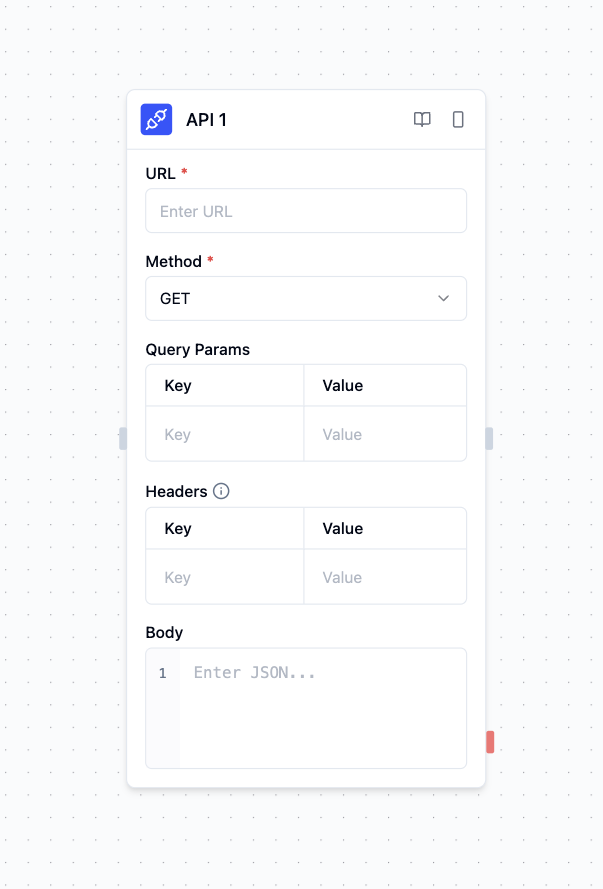 API 1
URL *
Enter URL
Method *
GET
Query Params
Key Value
Key Value
Headers
Key Value
Key Value
Body
1 Enter JSON...